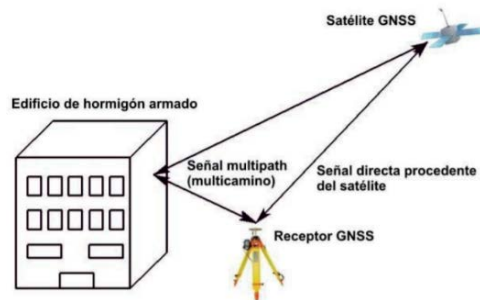 Satélite GNSS
Edificio de hormigón armado
Señal multipath
(multicamino)
Señal directa procedente
del satélite
Receptor GNSS